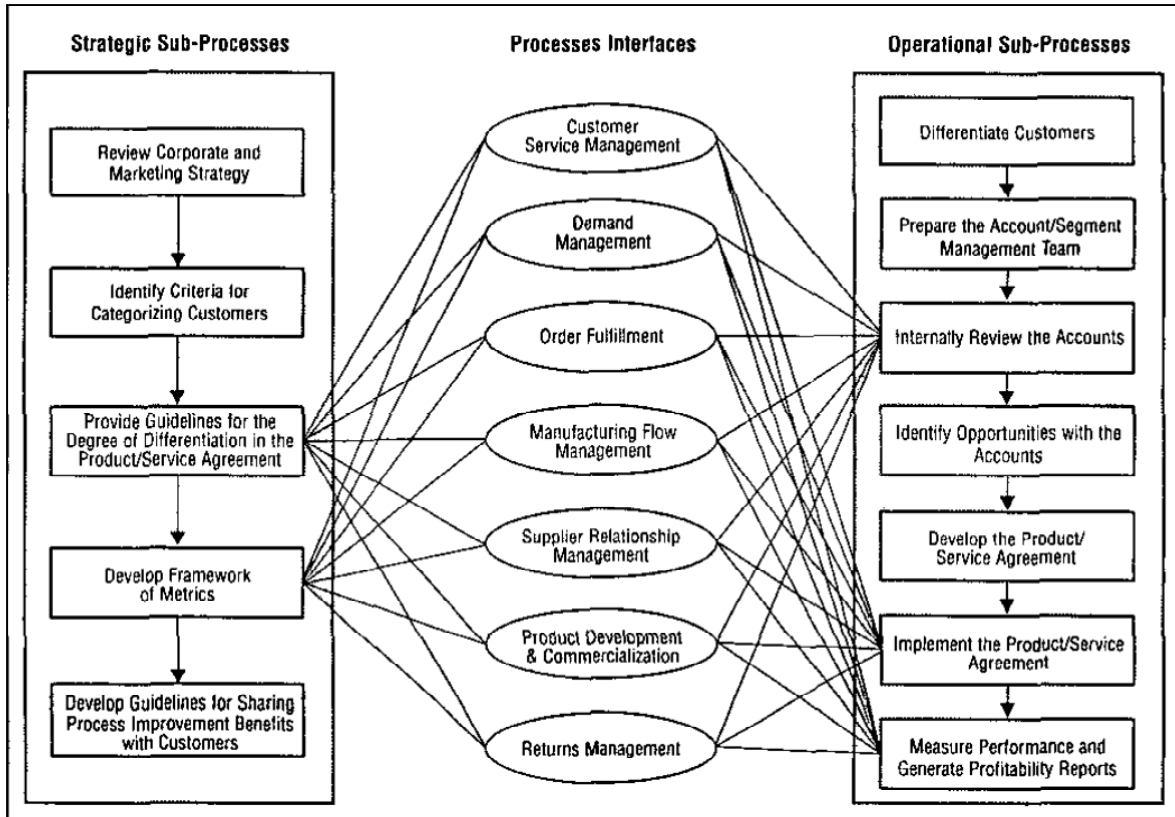 Strategic Sub-Processes
Review Corporate and
Marketing Strategy
Identify Criteria for
Categorizing Customers
Provide Guidelines for the
Degree of Differentiation in the
Product/Service Agreement
Develop Framework
of Metrics
Develop Guidelines for Sharing
Process Improvement Benefits
with Customers
Processes Interfaces
Customer
Service Management
Demand
Management
Order Fulfillment
Manufacturing Flow
Management
Supplier Relationship
Management
Product Development
& Commercialization
Returns Management
Operational Sub-Processes
Differentiate Customers
Prepare the Account/Segment
Management Team
Internally Review the Accounts
Identify Opportunities with the
Accounts
Develop the Product/
Service Agreement
Implement the Product/Service
Agreement
Measure Performance and
Generate Profitability Reports